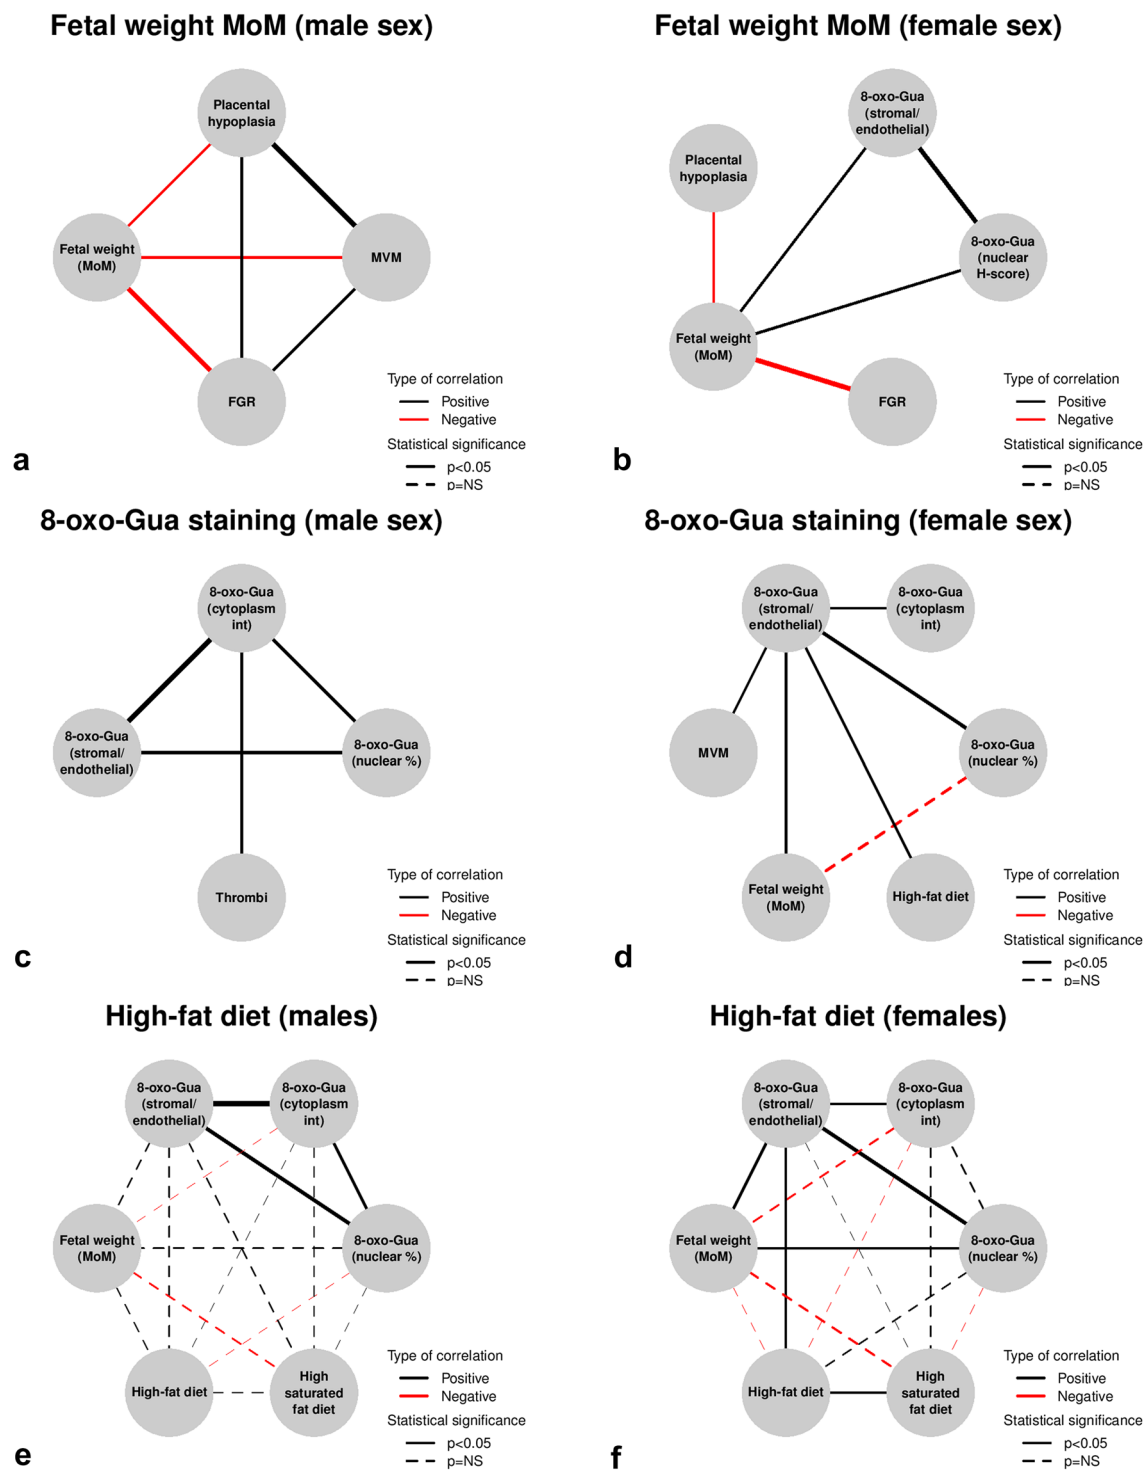 Fetal weight MoM (male sex)
Placental
hypoplasia
Fetal weight
(MoM)
MVM
FGR
Type of correlation
Positive
Negative
Statistical significance
p<0.05
p=NS
a
Fetal weight MoM (female sex)
8-oxo-Gua
(stromal/
endothelial)
Placental
hypoplasia
8-oxo-Gua
(nuclear
H-score)
Fetal weight
(MoM)
FGR
Type of correlation
Positive
Negative
Statistical significance
p<0.05
p=NS
b
8-oxo-Gua staining (male sex)
8-oxo-Gua
(cytoplasm
int)
8-oxo-Gua
(stromal/
endothelial)
8-oxo-Gua
(nuclear %)
Thrombi
Type of correlation
Positive
Negative
Statistical significance
p<0.05
p=NS
c
8-oxo-Gua staining (female sex)
8-oxo-Gua
(stromal/
endothelial)
8-oxo-Gua
(cytoplasm
int)
MVM
8-oxo-Gua
(nuclear %)
Fetal weight
(MoM)
High-fat diet
Type of correlation
Positive
Negative
Statistical significance
p<0.05
p=NS
d
High-fat diet (males)
8-oxo-Gua
(stromal/
endothelial)
8-oxo-Gua
(cytoplasm
int)
Fetal weight
(MoM)
8-oxo-Gua
(nuclear %)
High-fat diet
High
saturated
fat diet
Type of correlation
Positive
Negative
Statistical significance
p<0.05
p=NS
e
High-fat diet (females)
8-oxo-Gua
(stromal/
endothelial)
8-oxo-Gua
(cytoplasm
int)
Fetal weight
(MoM)
8-oxo-Gua
(nuclear %)
High-fat diet
High
saturated
fat diet
Type of correlation
Positive
Negative
Statistical significance
p<0.05
p=NS
f